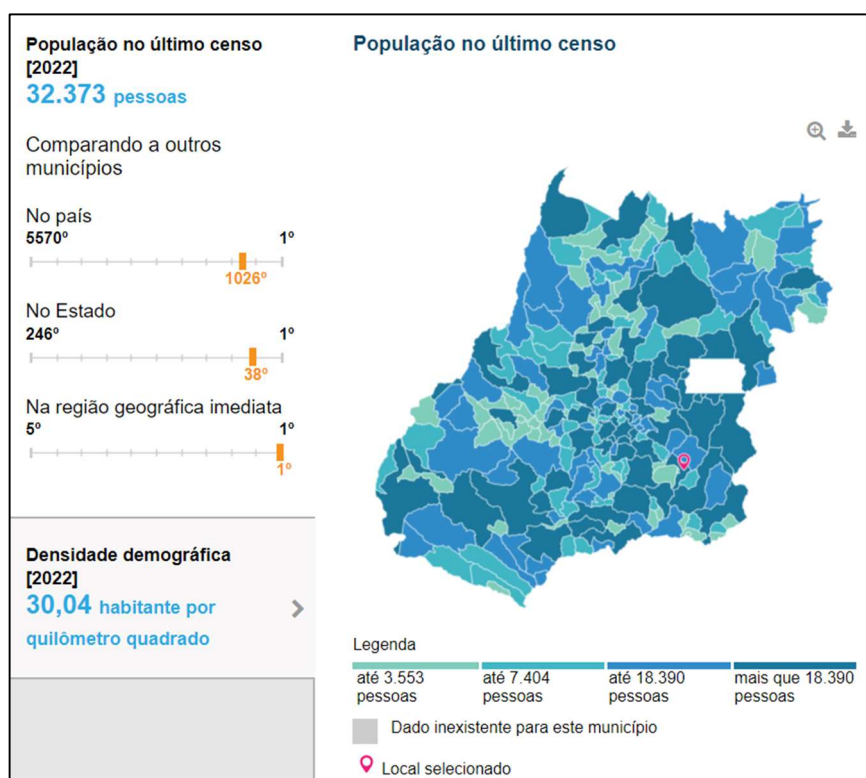 População no último censo
[2022]
32.373 pessoas
Comparando a outros
municípios
No país
5570º 1º
1026º
No Estado
246º 1º
38º
Na região geográfica imediata
5º 1º
1º
Densidade demográfica
[2022]
30,04 habitante por
quilômetro quadrado
População no último censo
Legenda
até 3.553
pessoas
até 7.404
pessoas
até 18.390
pessoas
mais que 18.390
pessoas
Dado inexistente para este município
Local selecionado